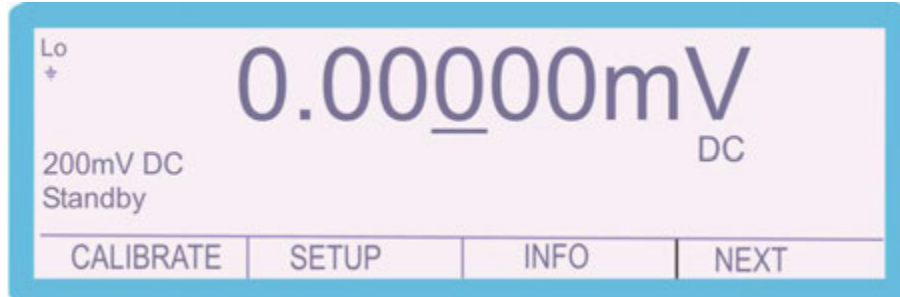 Lo
0.00000mV
DC
200mV DC
Standby
CALIBRATE SETUP INFO NEXT